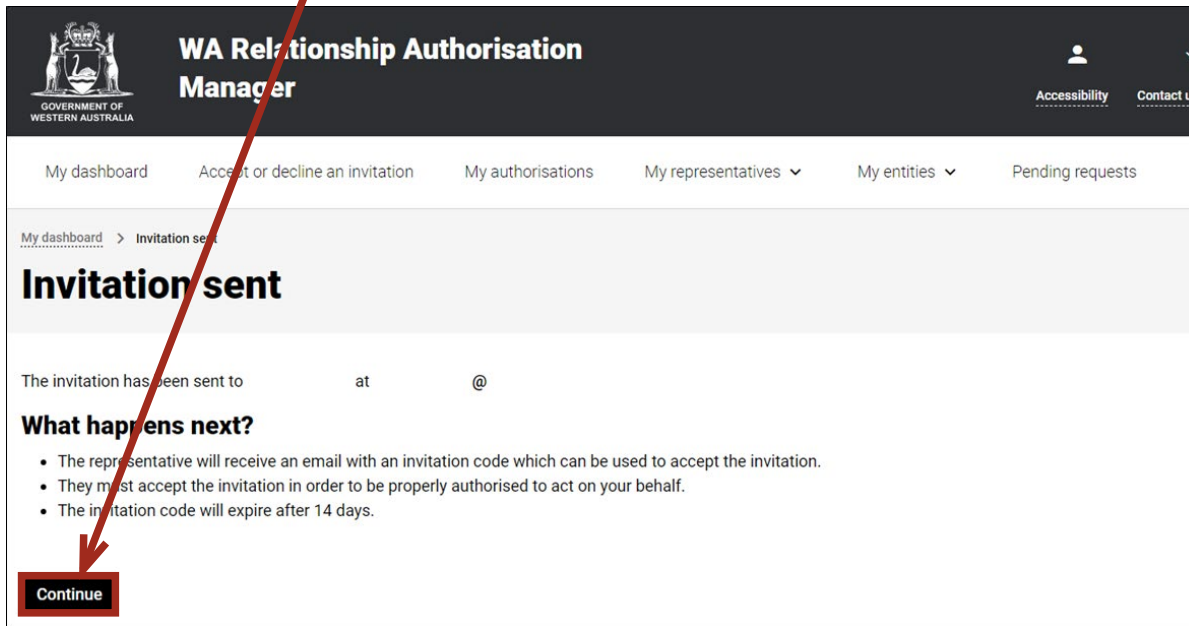 WA Relationship Authorisation
Manager
GOVERNMENT OF
WESTERN AUSTRALIA
Accessibility
Contact
My dashboard
Accept or decline an invitation
My authorisations
My representatives
My entities
Pending requests
My dashboard > Invitation sent
Invitation sent
The invitation has been sent to at @
What happens next?
• The representative will receive an email with an invitation code which can be used to accept the invitation.
• They must accept the invitation in order to be properly authorised to act on your behalf.
• The invitation code will expire after 14 days.
Continue